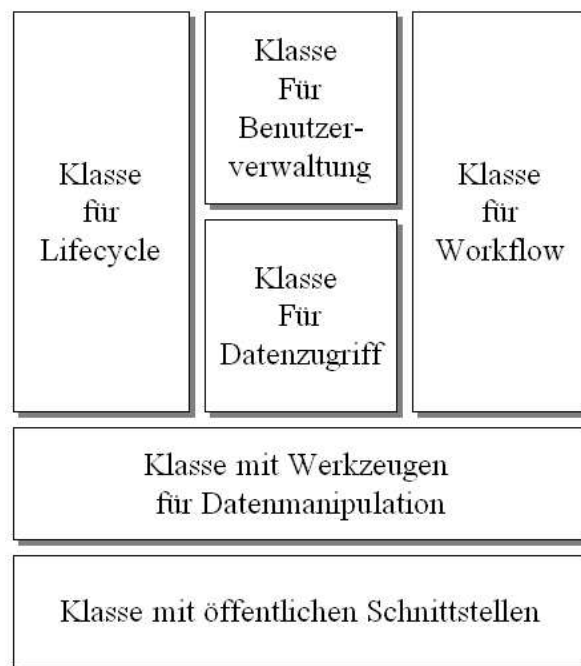 Klasse
für
Lifecycle
Klasse
Für
Benutzer-
verwaltung
Klasse
Für
Datenzugriff
Klasse
für
Workflow
Klasse mit Werkzeugen
für Datenmanipulation
Klasse mit öffentlichen Schnittstellen